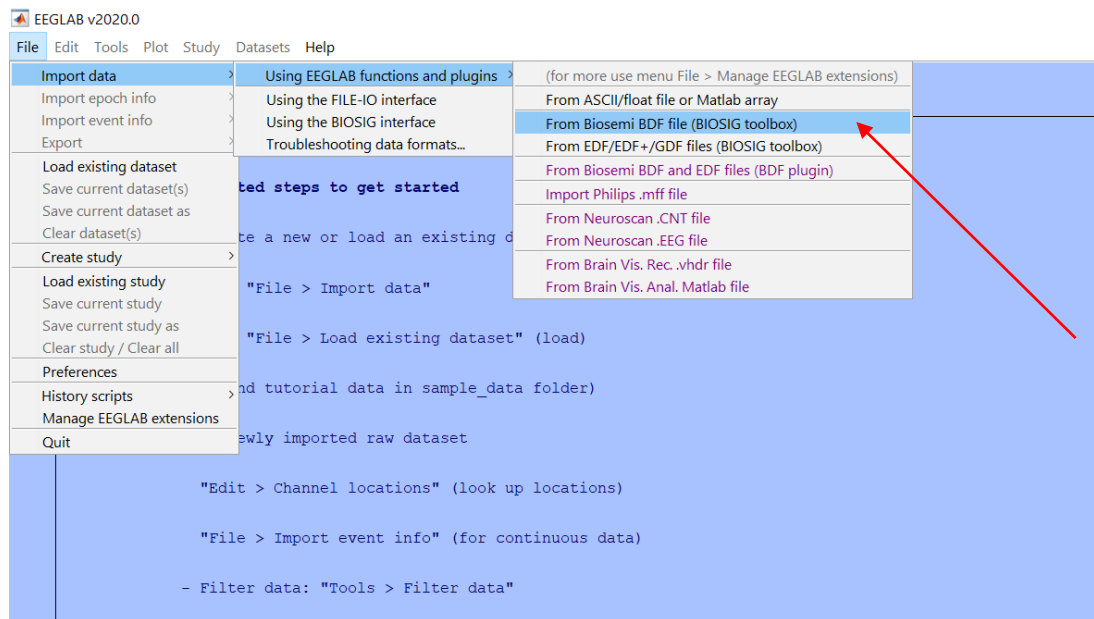 EEGLAB v2020.0
File Edit Tools Plot Study Datasets Help
Import data
Import epoch info
Import event info
Export
Load existing dataset
Save current dataset(s)
Save current dataset as
Clear dataset(s)
Create study
Load existing study
Save current study
Save current study as
Clear study / Clear all
Preferences
History scripts
Manage EEGLAB extensions
Quit
Using EEGLAB functions and plugins
Using the FILE-IO interface
Using the BIOSIG interface
Troubleshooting data formats...
(for more use menu File > Manage EEGLAB extensions)
From ASCII/float file or Matlab array
From Biosemi BDF file (BIOSIG toolbox)
From EDF/EDF+/GDF files (BIOSIG toolbox)
From Biosemi BDF and EDF files (BDF plugin)
Import Philips .mff file
From Neuroscan .CNT file
From Neuroscan .EEG file
From Brain Vis. Rec. .vhdr file
From Brain Vis. Anal. Matlab file
steps to get started
a new or load an existing
"File > Import data"
"File > Load existing dataset" (load)
tutorial data in sample_data folder)
imported raw dataset
"Edit > Channel locations" (look up locations)
"File > Import event info" (for continuous data)
- Filter data: "Tools > Filter data"